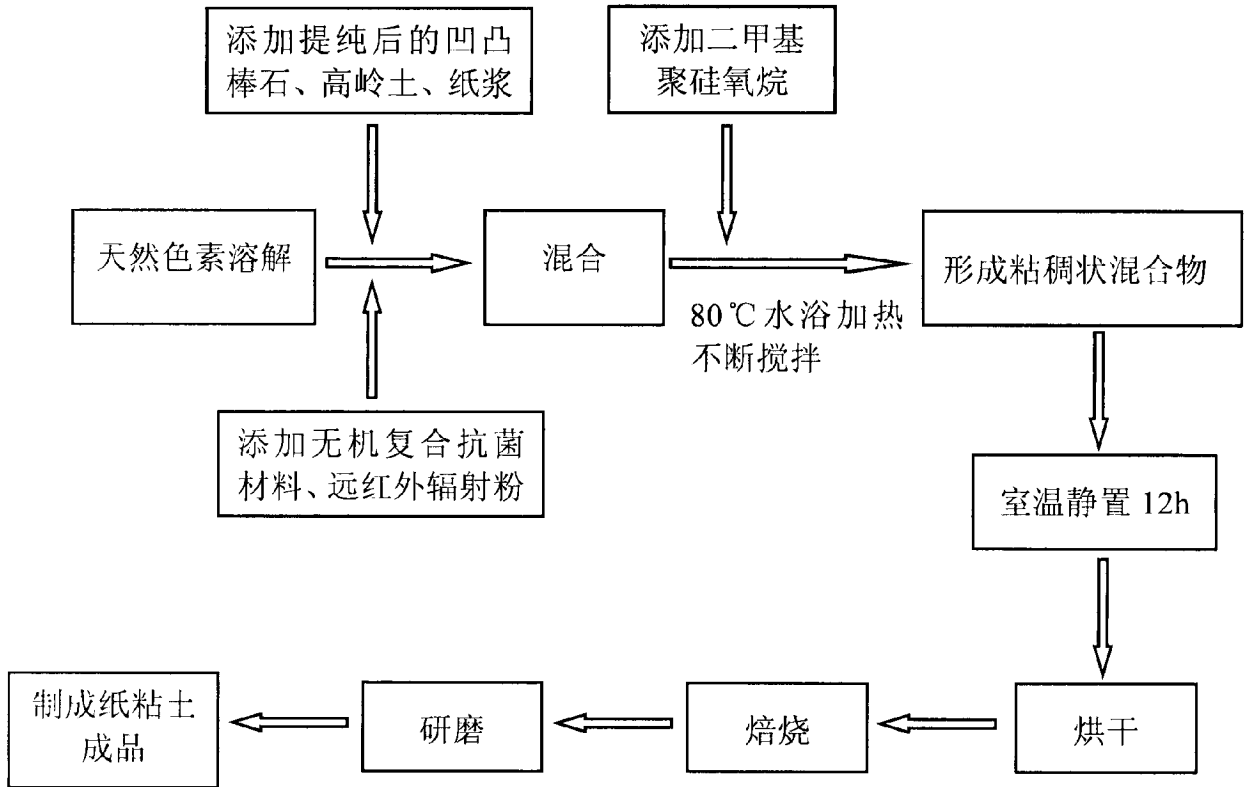 添加提纯后的凹凸
棒石、高岭土、纸浆
添加二甲基
聚硅氧烷
天然色素溶解
混合
形成粘稠状混合物
80℃水浴加热
不断搅拌
添加无机复合抗菌
材料、远红外辐射粉
室温静置 12h
制成纸粘土
成品
研磨
焙烧
烘干